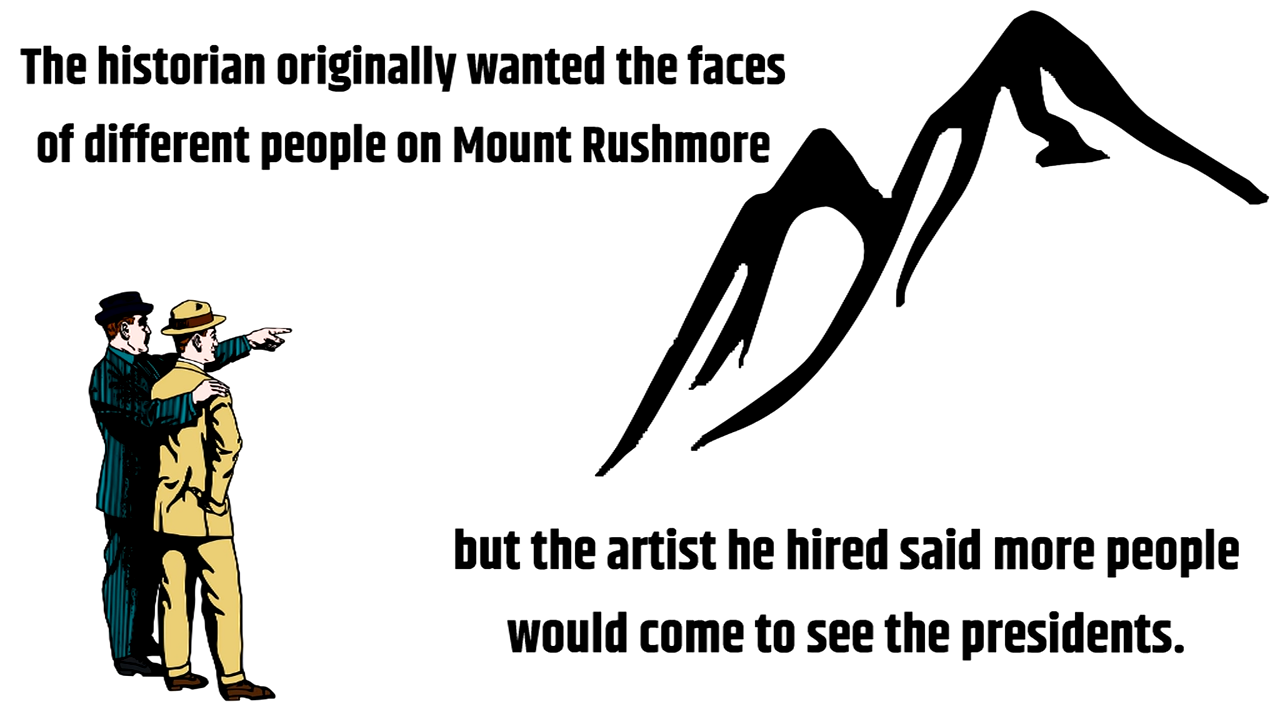 The historian originally wanted the faces
of different people on Mount Rushmore
but the artist he hired said more people
would come to see the presidents.